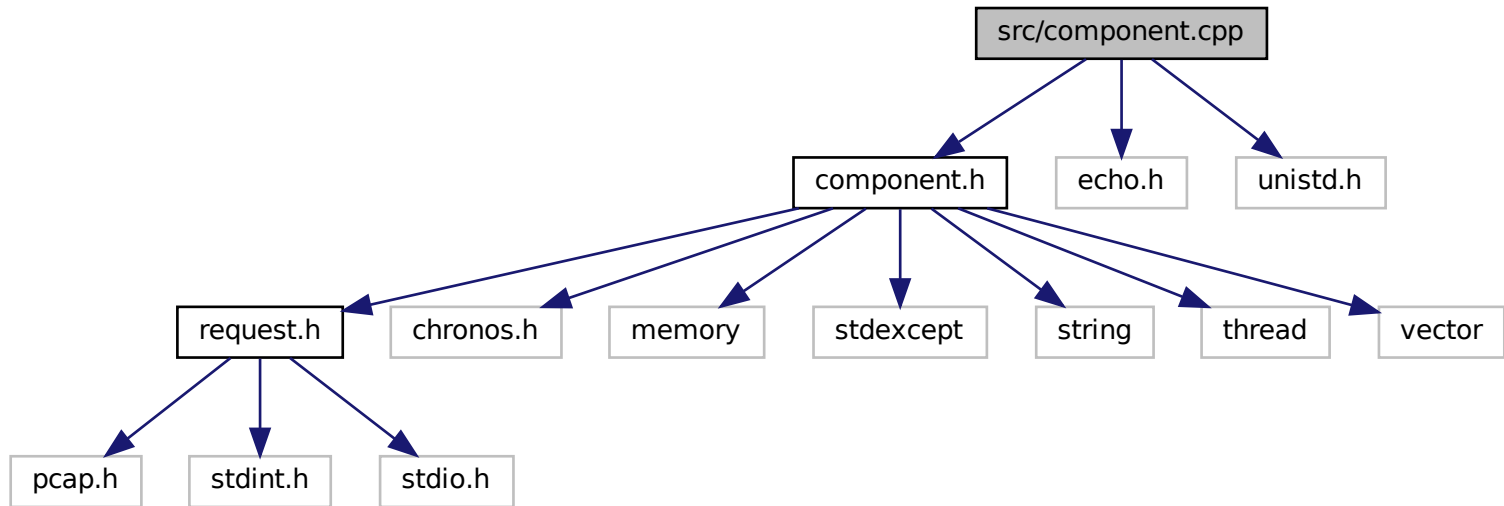 src/component.cpp
component.h
echo.h
unistd.h
request.h
chronos.h
memory
stdexcept
string
thread
vector
pcap.h
stdint.h
stdio.h